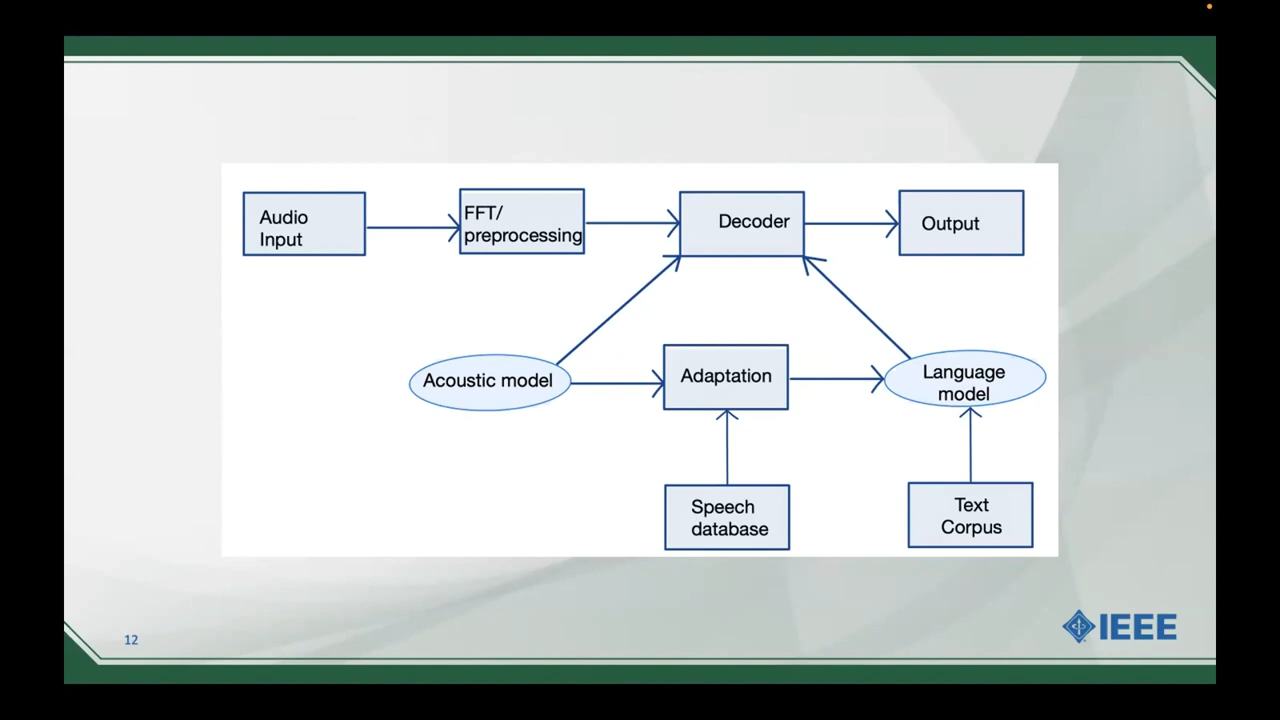 Audio
Input
FFT/
preprocessing
Decoder
Output
Acoustic model
Adaptation
Language
model
Speech
database
Text
Corpus
12
IEEE